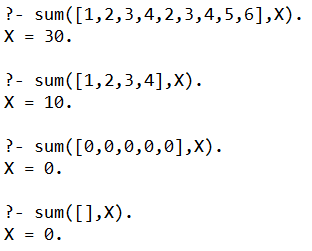 ?- sum([1,2,3,4,2,3,4,5,6],X).
X = 30.
?- sum([1,2,3,4],X).
X = 10.
?- sum([0,0,0,0,0],X).
X = 0.
?- sum([],X).
X = 0.